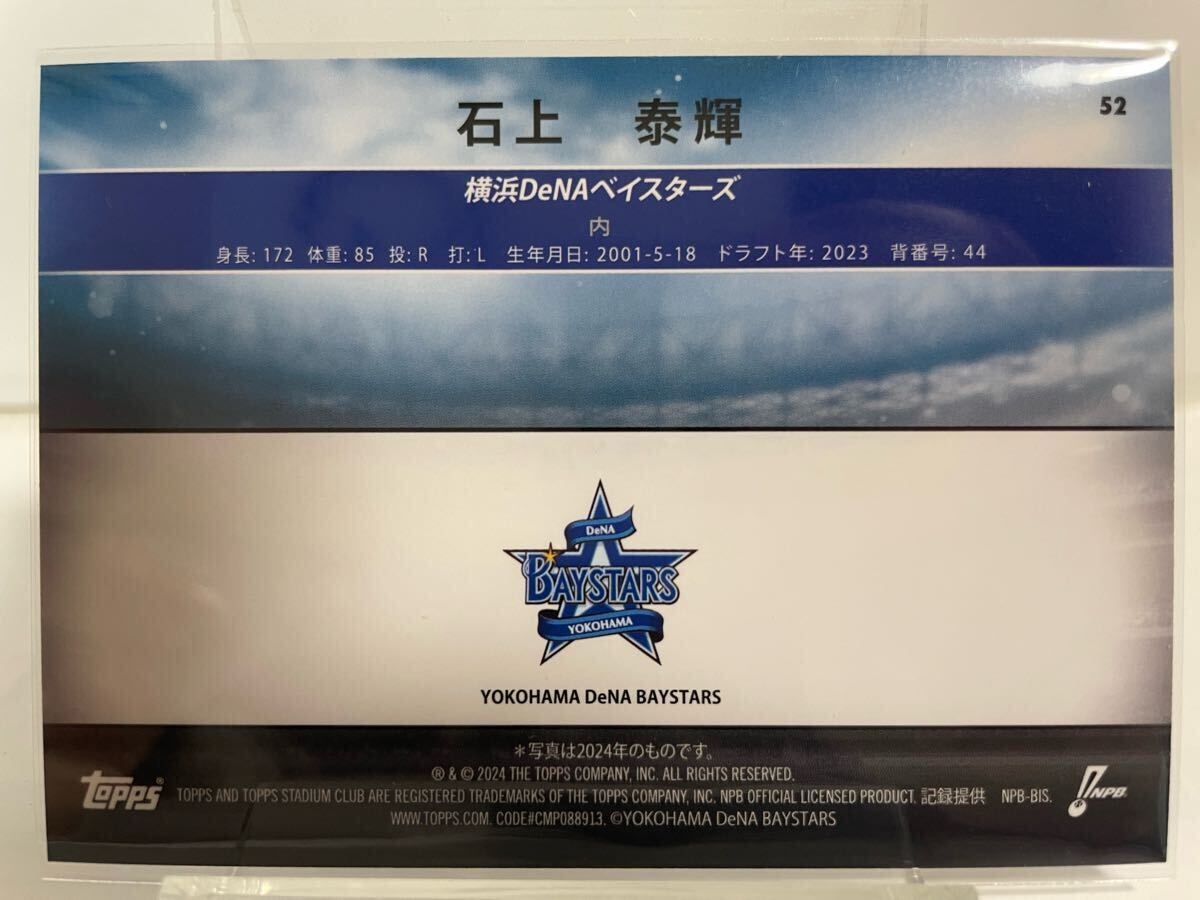 石上 泰輝
52
横浜DeNAベイスターズ
内
身長: 172 体重: 85 投: R 打: L 生年月日: 2001-5-18 ドラフト年: 2023 背番号: 44
DeNA
BAYSTARS
YOKOHAMA
YOKOHAMA DeNA BAYSTARS
＊写真は2024年のものです。
® & © 2024 THE TOPPS COMPANY, INC. ALL RIGHTS RESERVED.
topps® TOPPS AND TOPPS STADIUM CLUB ARE REGISTERED TRADEMARKS OF THE TOPPS COMPANY, INC. NPB OFFICIAL LICENSED PRODUCT. 記録提供 NPB-BIS. NPB
WWW.TOPPS.COM. CODE#CMP088913. ©YOKOHAMA DeNA BAYSTARS